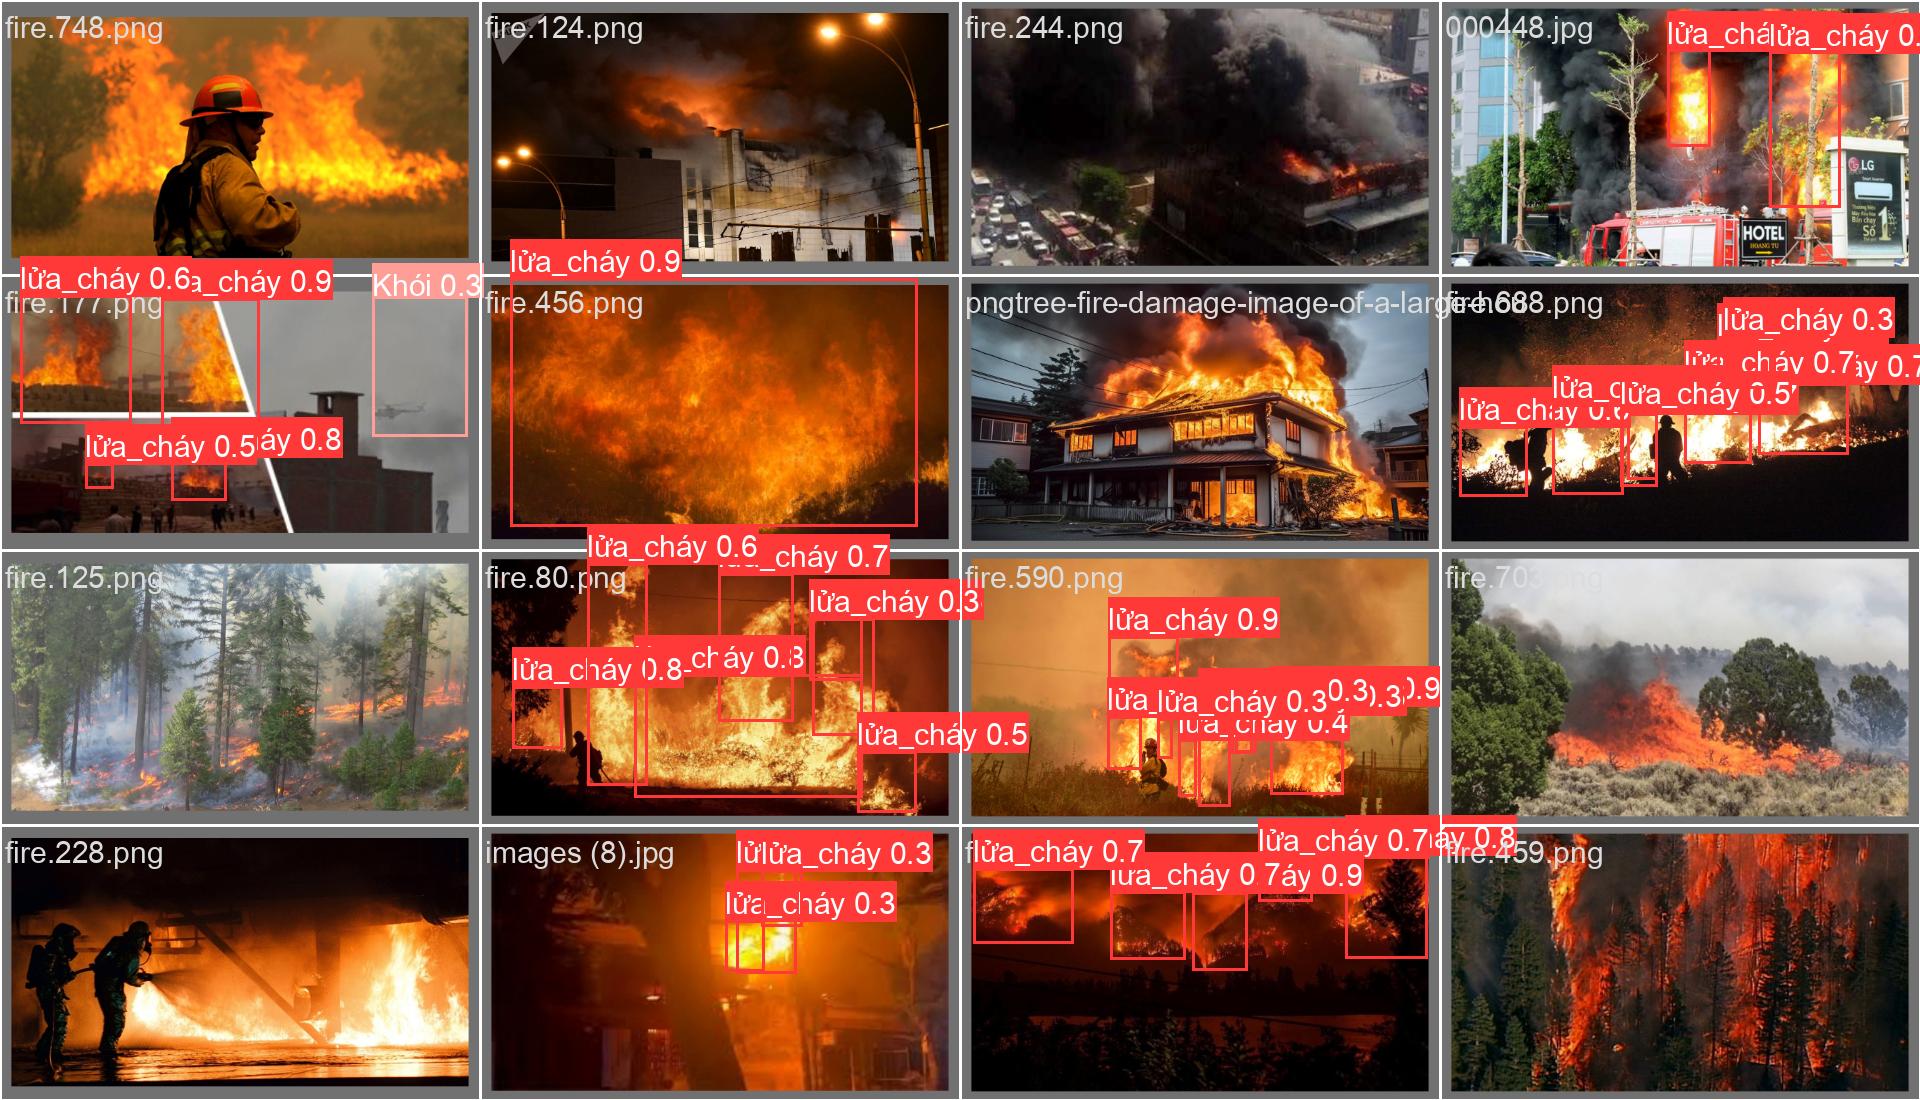 fire.748.png
fire.124.png
fire.244.png
000448.jpg
lửa_chá
lửa_cháy 0.
LG
HOTEL
HOANG TU
Số
1
lửa_cháy 0.6
a_cháy 0.9
Khói 0.3
fire.177.png
lửa_cháy 0.5
áy 0.8
lửa_cháy 0.9
fire.456.png
pngtree-fire-damage-image-of-a-large-h
688.png
lửa_cháy 0.3
cháy 0.7
áy 0.7
lửa_c
lửa_cháy 0.5
lửa_cháy 0.6
fire.125.png
fire.80.png
lửa_cháy 0.6
cháy 0.7
lửa_cháy 0.3
lửa_cháy 0.8
áy 0.8
lửa_cháy 0.5
fire.590.png
lửa_cháy 0.9
lửa_
lửa_cháy 0.3
0.3
0.3
0.9
lửa_cháy 0.4
fire.703.png
fire.228.png
images (8).jpg
lử
lửa_cháy 0.3
lửa_cháy 0.3
f
lửa_cháy 0.7
lửa_cháy 0.7
áy 0.9
lửa_cháy 0.7
áy 0.8
fire.459.png